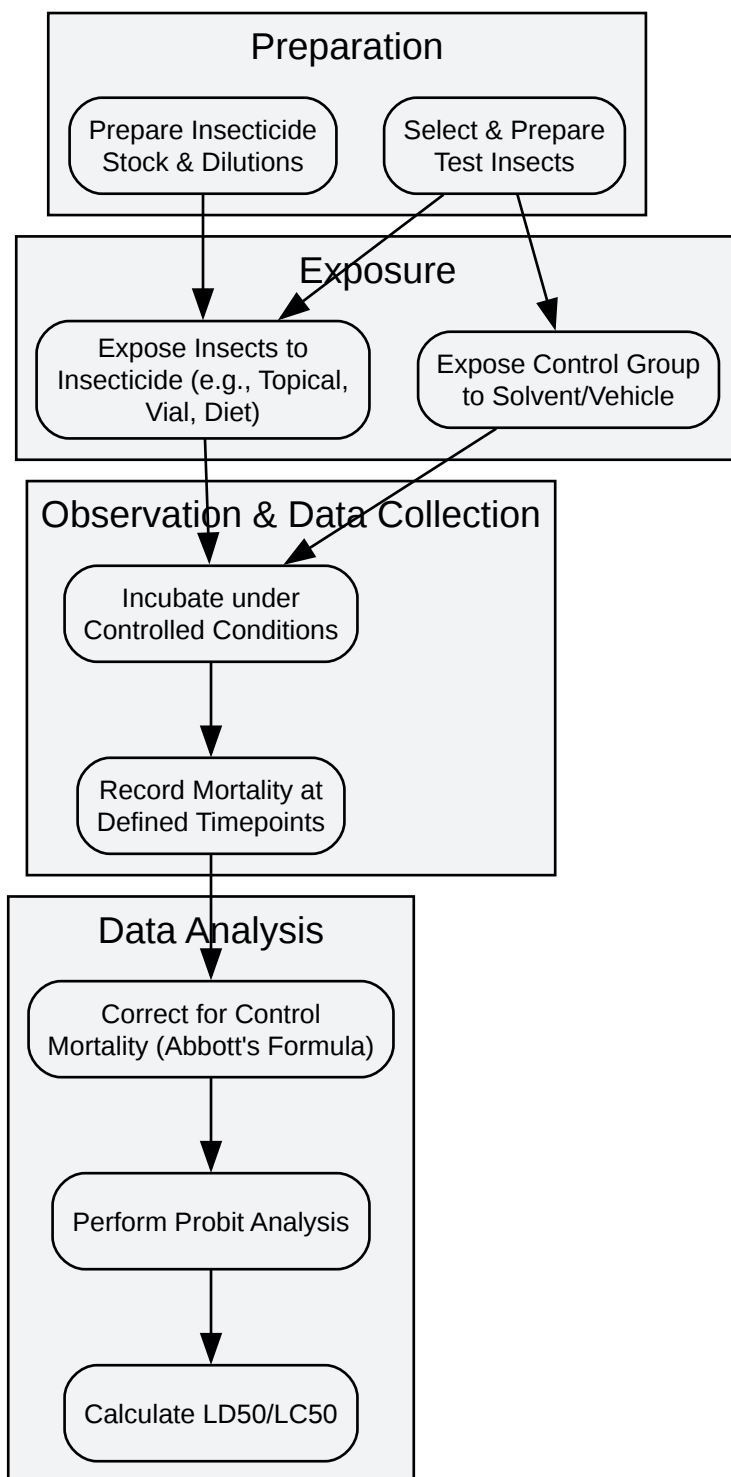 Preparation
Prepare Insecticide
Stock & Dilutions
Select & Prepare
Test Insects
Exposure
Expose Insects to
Insecticide (e.g., Topical,
Vial, Diet)
Expose Control Group
to Solvent/Vehicle
Observation & Data Collection
Incubate under
Controlled Conditions
Record Mortality at
Defined Timepoints
Data Analysis
Correct for Control
Mortality (Abbott's Formula)
Perform Probit Analysis
Calculate LD50/LC50